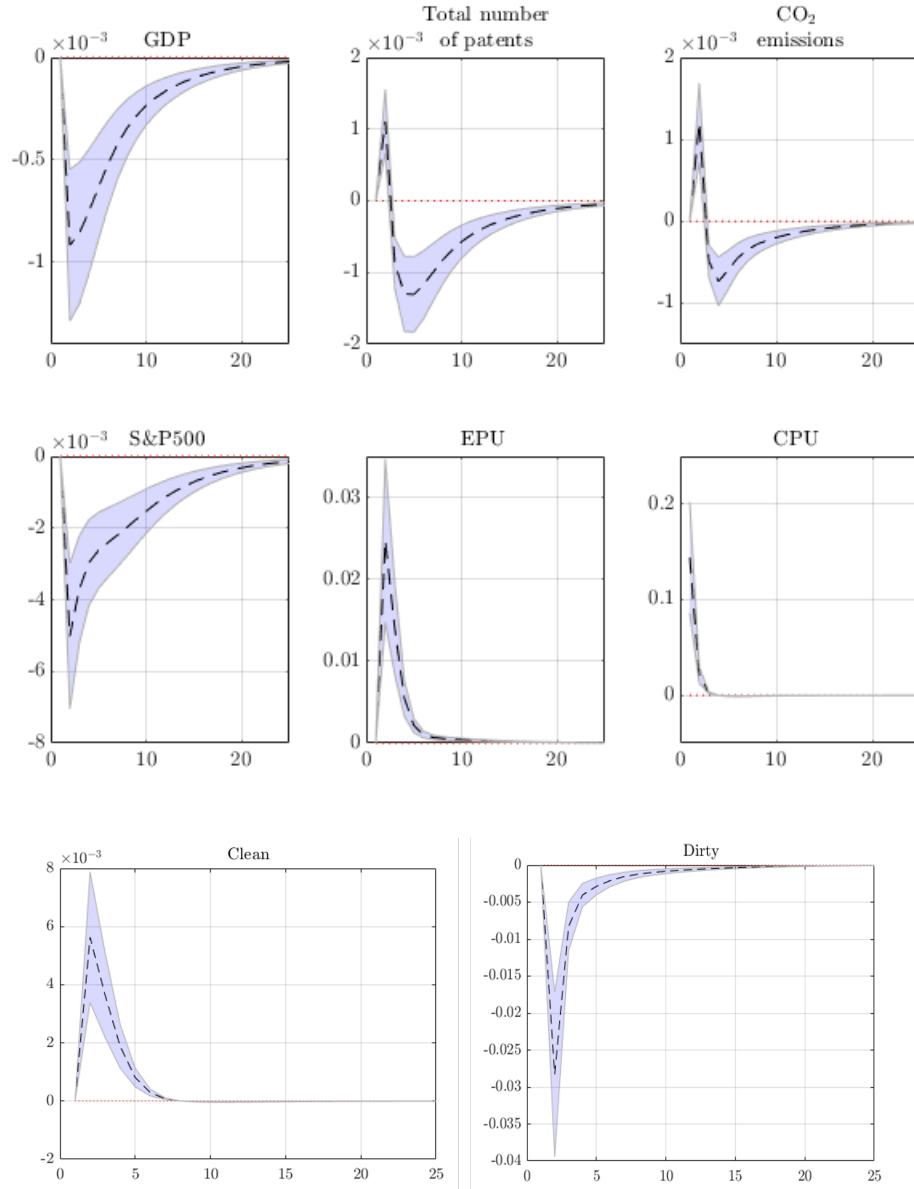 Total number
of patents
CO₂
emissions
×10⁻³ GDP
×10⁻³
×10⁻³
0
-0.5
-1
0 10 20
2
1
0
-1
-2
0 10 20
2
1
0
-1
0 10 20
×10⁻³ S&P500
EPU
CPU
0
-2
-4
-6
-8
0 10 20
0.03
0.02
0.01
0
0 10 20
0.2
0.1
0
0 10 20
×10⁻³ Clean
8
6
4
2
0
-2
0 5 10 15 20 25
Dirty
0
-0.005
-0.01
-0.015
-0.02
-0.025
-0.03
-0.035
-0.04
0 5 10 15 20 25